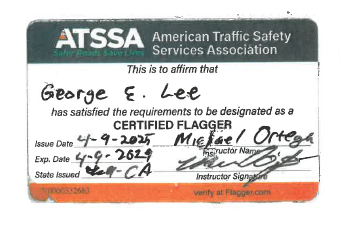 ATSSA
Safer Roads Save Lives
American Traffic Safety
Services Association
This is to affirm that
George E. Lee
has satisfied the requirements to be designated as a
CERTIFIED FLAGGER
Issue Date 4-9-2025 Michael Ortega
Instructor Name
Exp. Date 4-9-2029
State Issued CA
Instructor Signature
verify at Flagger.com